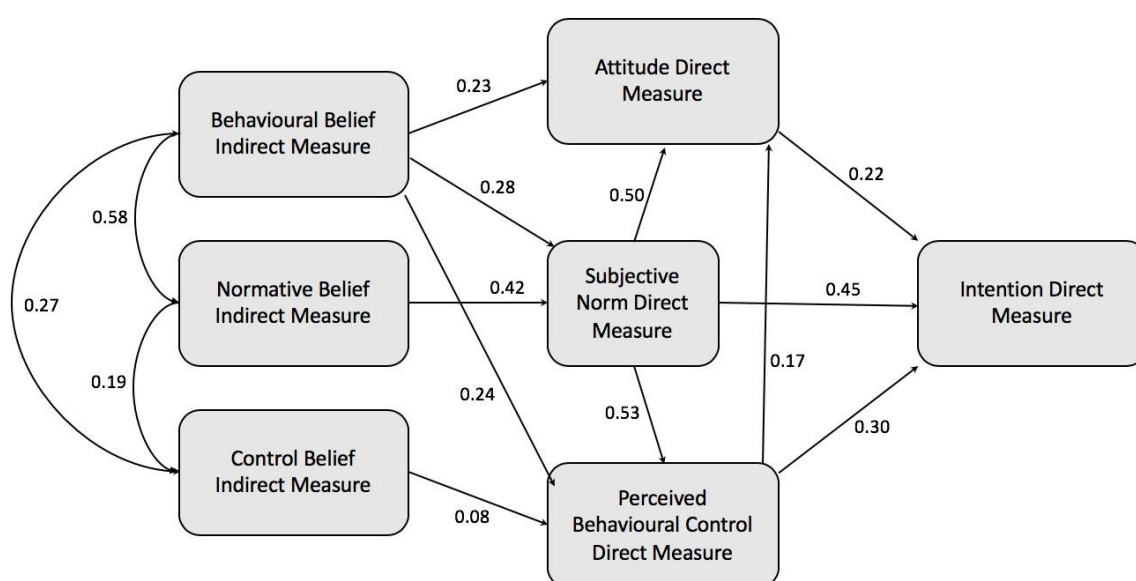 Attitude Direct
Measure
0.23
Behavioural Belief
Indirect Measure
0.22
0.28
0.50
0.58
Subjective
Norm Direct
Measure
Normative Belief
Indirect Measure
0.42
0.45
Intention Direct
Measure
0.27
0.17
0.19
0.24
0.53
0.30
Control Belief
Indirect Measure
Perceived
Behavioural Control
Direct Measure
0.08